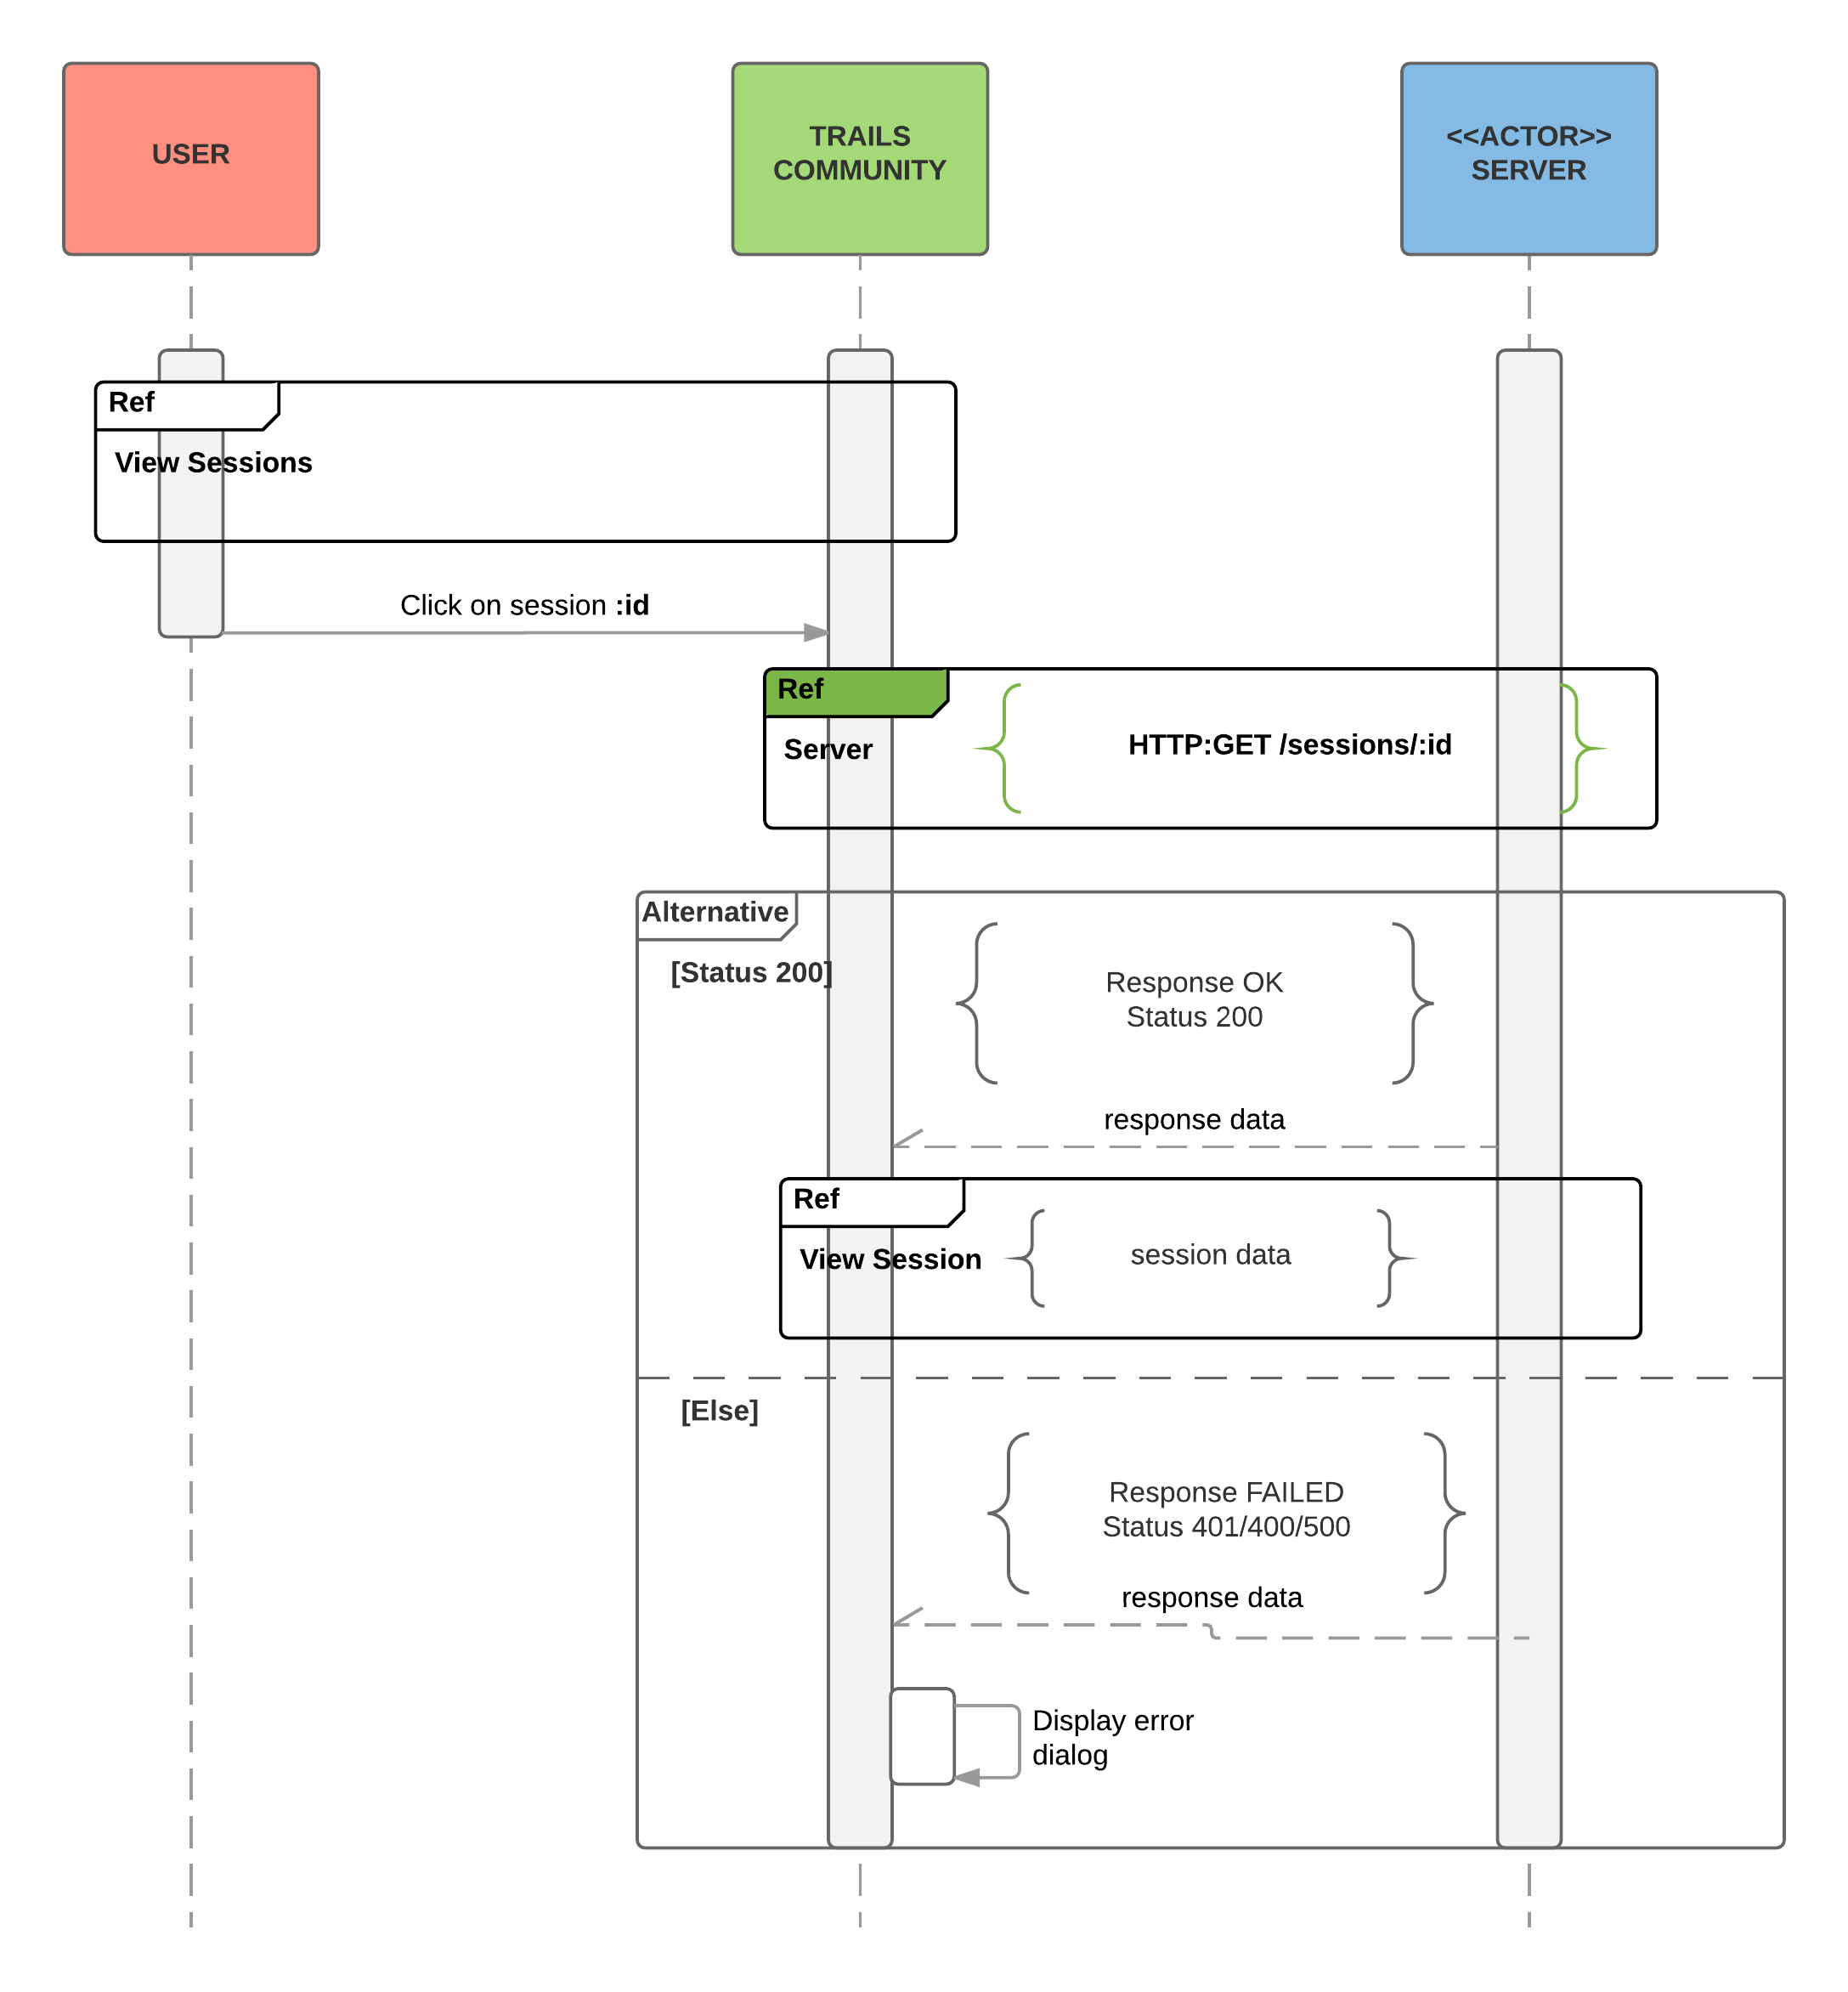 USER
TRAILS
COMMUNITY
<<ACTOR>>
SERVER
Ref
View Sessions
Click on session :id
Ref
Server
HTTP:GET /sessions/:id
Alternative
[Status 200]
Response OK
Status 200
response data
Ref
View Session
session data
[Else]
Response FAILED
Status 401/400/500
response data
Display error
dialog